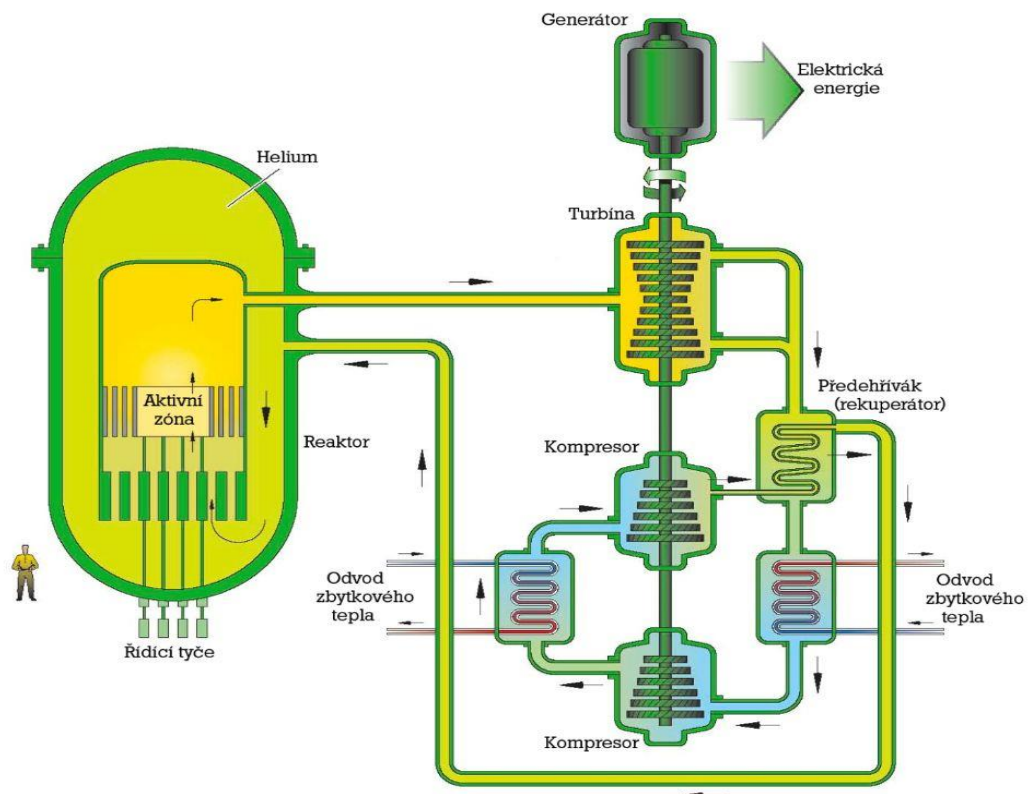 Generátor
Elektrická
energie
Helium
Turbína
Předehřívák
(rekuperátor)
Aktivní
zóna
Reaktor
Kompresor
Odvod
zbytkového
tepla
Odvod
zbytkového
tepla
Řídící tyče
Kompresor